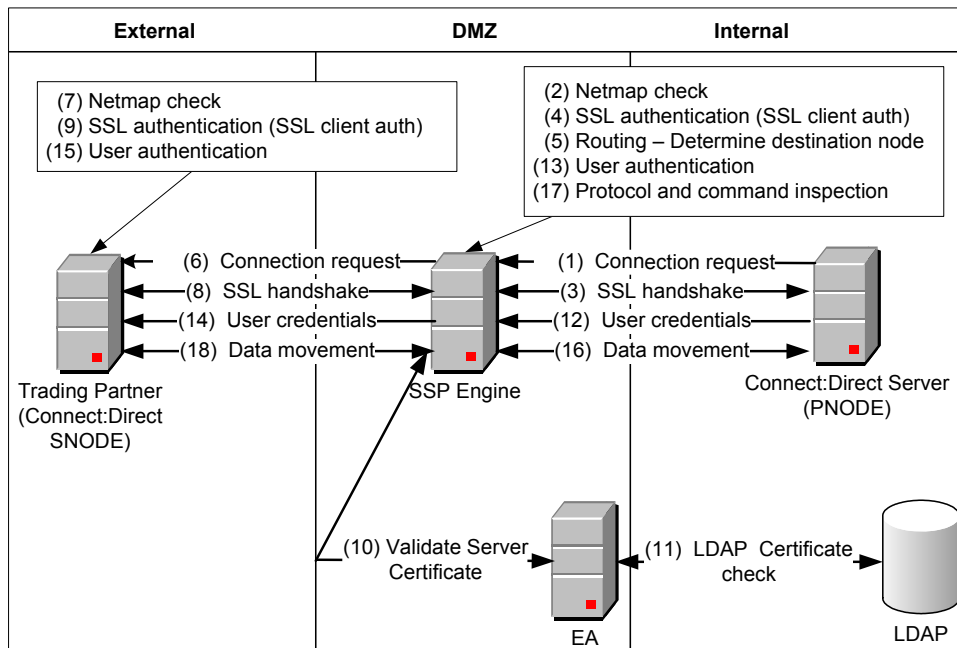 External
DMZ
Internal
(7) Netmap check
(9) SSL authentication (SSL client auth)
(15) User authentication
(2) Netmap check
(4) SSL authentication (SSL client auth)
(5) Routing – Determine destination node
(13) User authentication
(17) Protocol and command inspection
(6) Connection request
(1) Connection request
(8) SSL handshake
(3) SSL handshake
(14) User credentials
(12) User credentials
(18) Data movement
(16) Data movement
Trading Partner
(Connect:Direct
SNODE)
SSP Engine
Connect:Direct Server
(PNODE)
(10) Validate Server
Certificate
(11) LDAP Certificate
check
EA
LDAP